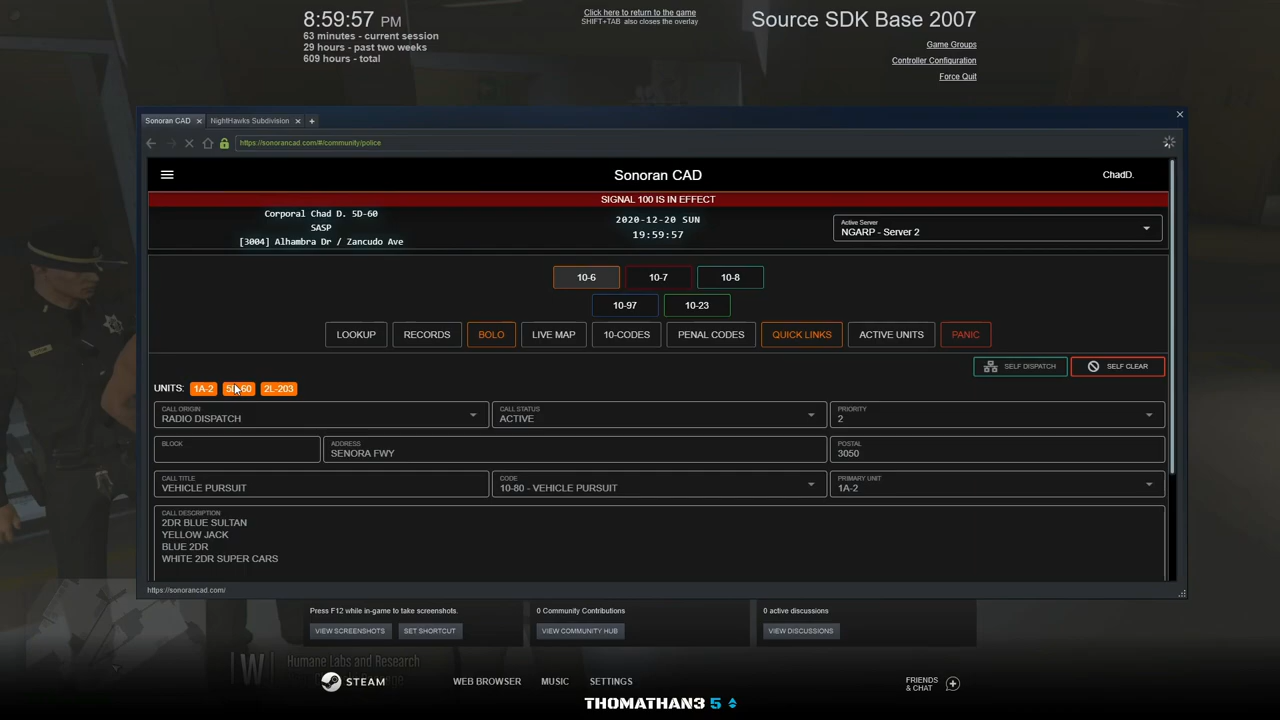 8:59:57 PM
63 minutes - current session
29 hours - past two weeks
609 hours - total
Click here to return to the game
SHIFT+TAB also closes the overlay
Source SDK Base 2007
Game Groups
Controller Configuration
Force Quit
Sonoran CAD
NightHawks Subdivision
https://sonorancad.com/#/community/police
Sonoran CAD
ChadD.
SIGNAL 100 IS IN EFFECT
Corporal Chad D. 5D-60
SASP
[3004] Alhambra Dr / Zancudo Ave
2020-12-20 SUN
19:59:57
Active Server
NGARP - Server 2
10-6
10-7
10-8
10-97
10-23
LOOKUP
RECORDS
BOLO
LIVE MAP
10-CODES
PENAL CODES
QUICK LINKS
ACTIVE UNITS
PANIC
SELF DISPATCH
SELF CLEAR
UNITS: 1A-2 5D-60 2L-203
CALL ORIGIN
RADIO DISPATCH
CALL STATUS
ACTIVE
PRIORITY
2
BLOCK
ADDRESS
SENORA FWY
POSTAL
3050
CALL TITLE
VEHICLE PURSUIT
CODE
10-80 - VEHICLE PURSUIT
PRIMARY UNIT
1A-2
CALL DESCRIPTION
2DR BLUE SULTAN
YELLOW JACK
BLUE 2DR
WHITE 2DR SUPER CARS
https://sonorancad.com/
Press F12 while in-game to take screenshots.
VIEW SCREENSHOTS
SET SHORTCUT
0 Community Contributions
VIEW COMMUNITY HUB
0 active discussions
VIEW DISCUSSIONS
[W]
Humane Labs and Research
STEAM
WEB BROWSER
MUSIC
SETTINGS
FRIENDS
& CHAT
THOMATHAN3 5